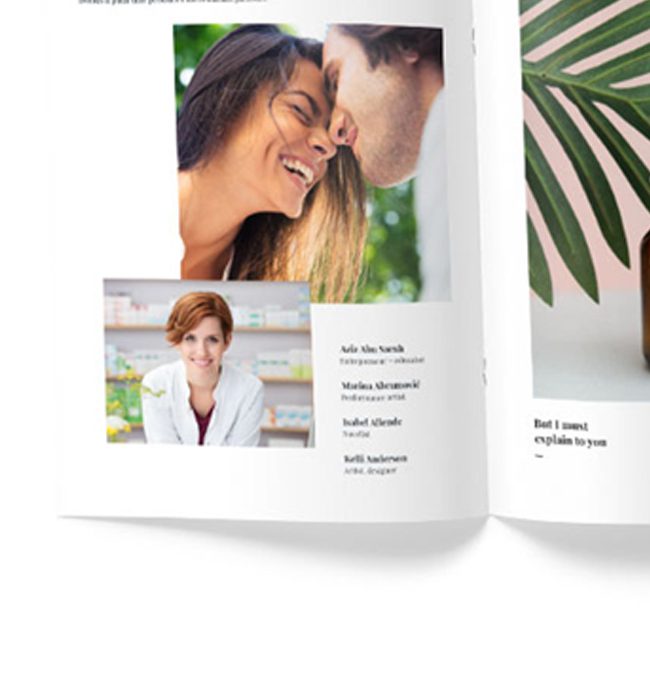 Aziz Abu Sarah
Entrepreneur + educator
Marina Abramović
Performance artist
Isabel Allende
Novelist
Kelli Anderson
Artist, designer
But I must
explain to you